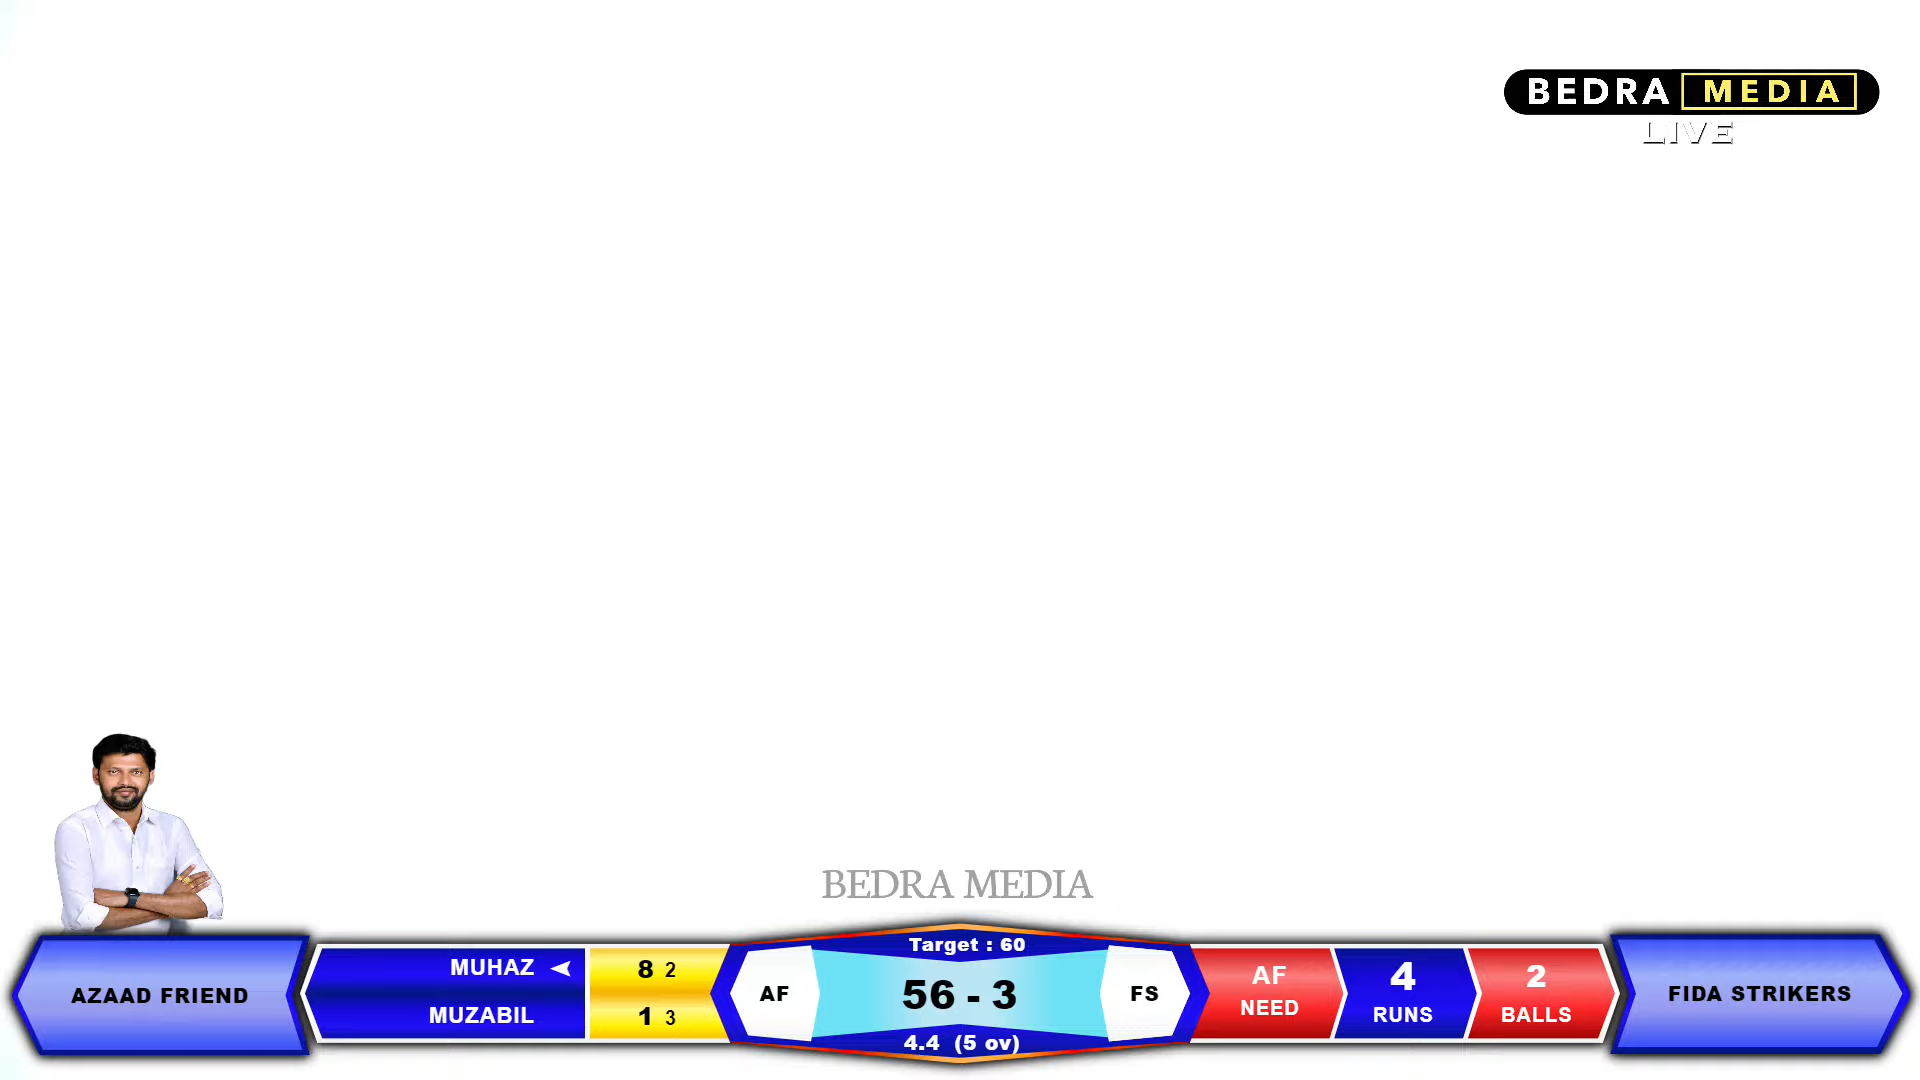 BEDRA MEDIA
LIVE
BEDRA MEDIA
AZAAD FRIEND
MUHAZ 8 2
MUZABIL 1 3
AF
Target : 60
56 - 3
4.4 (5 ov)
FS
AF NEED
4 RUNS
2 BALLS
FIDA STRIKERS